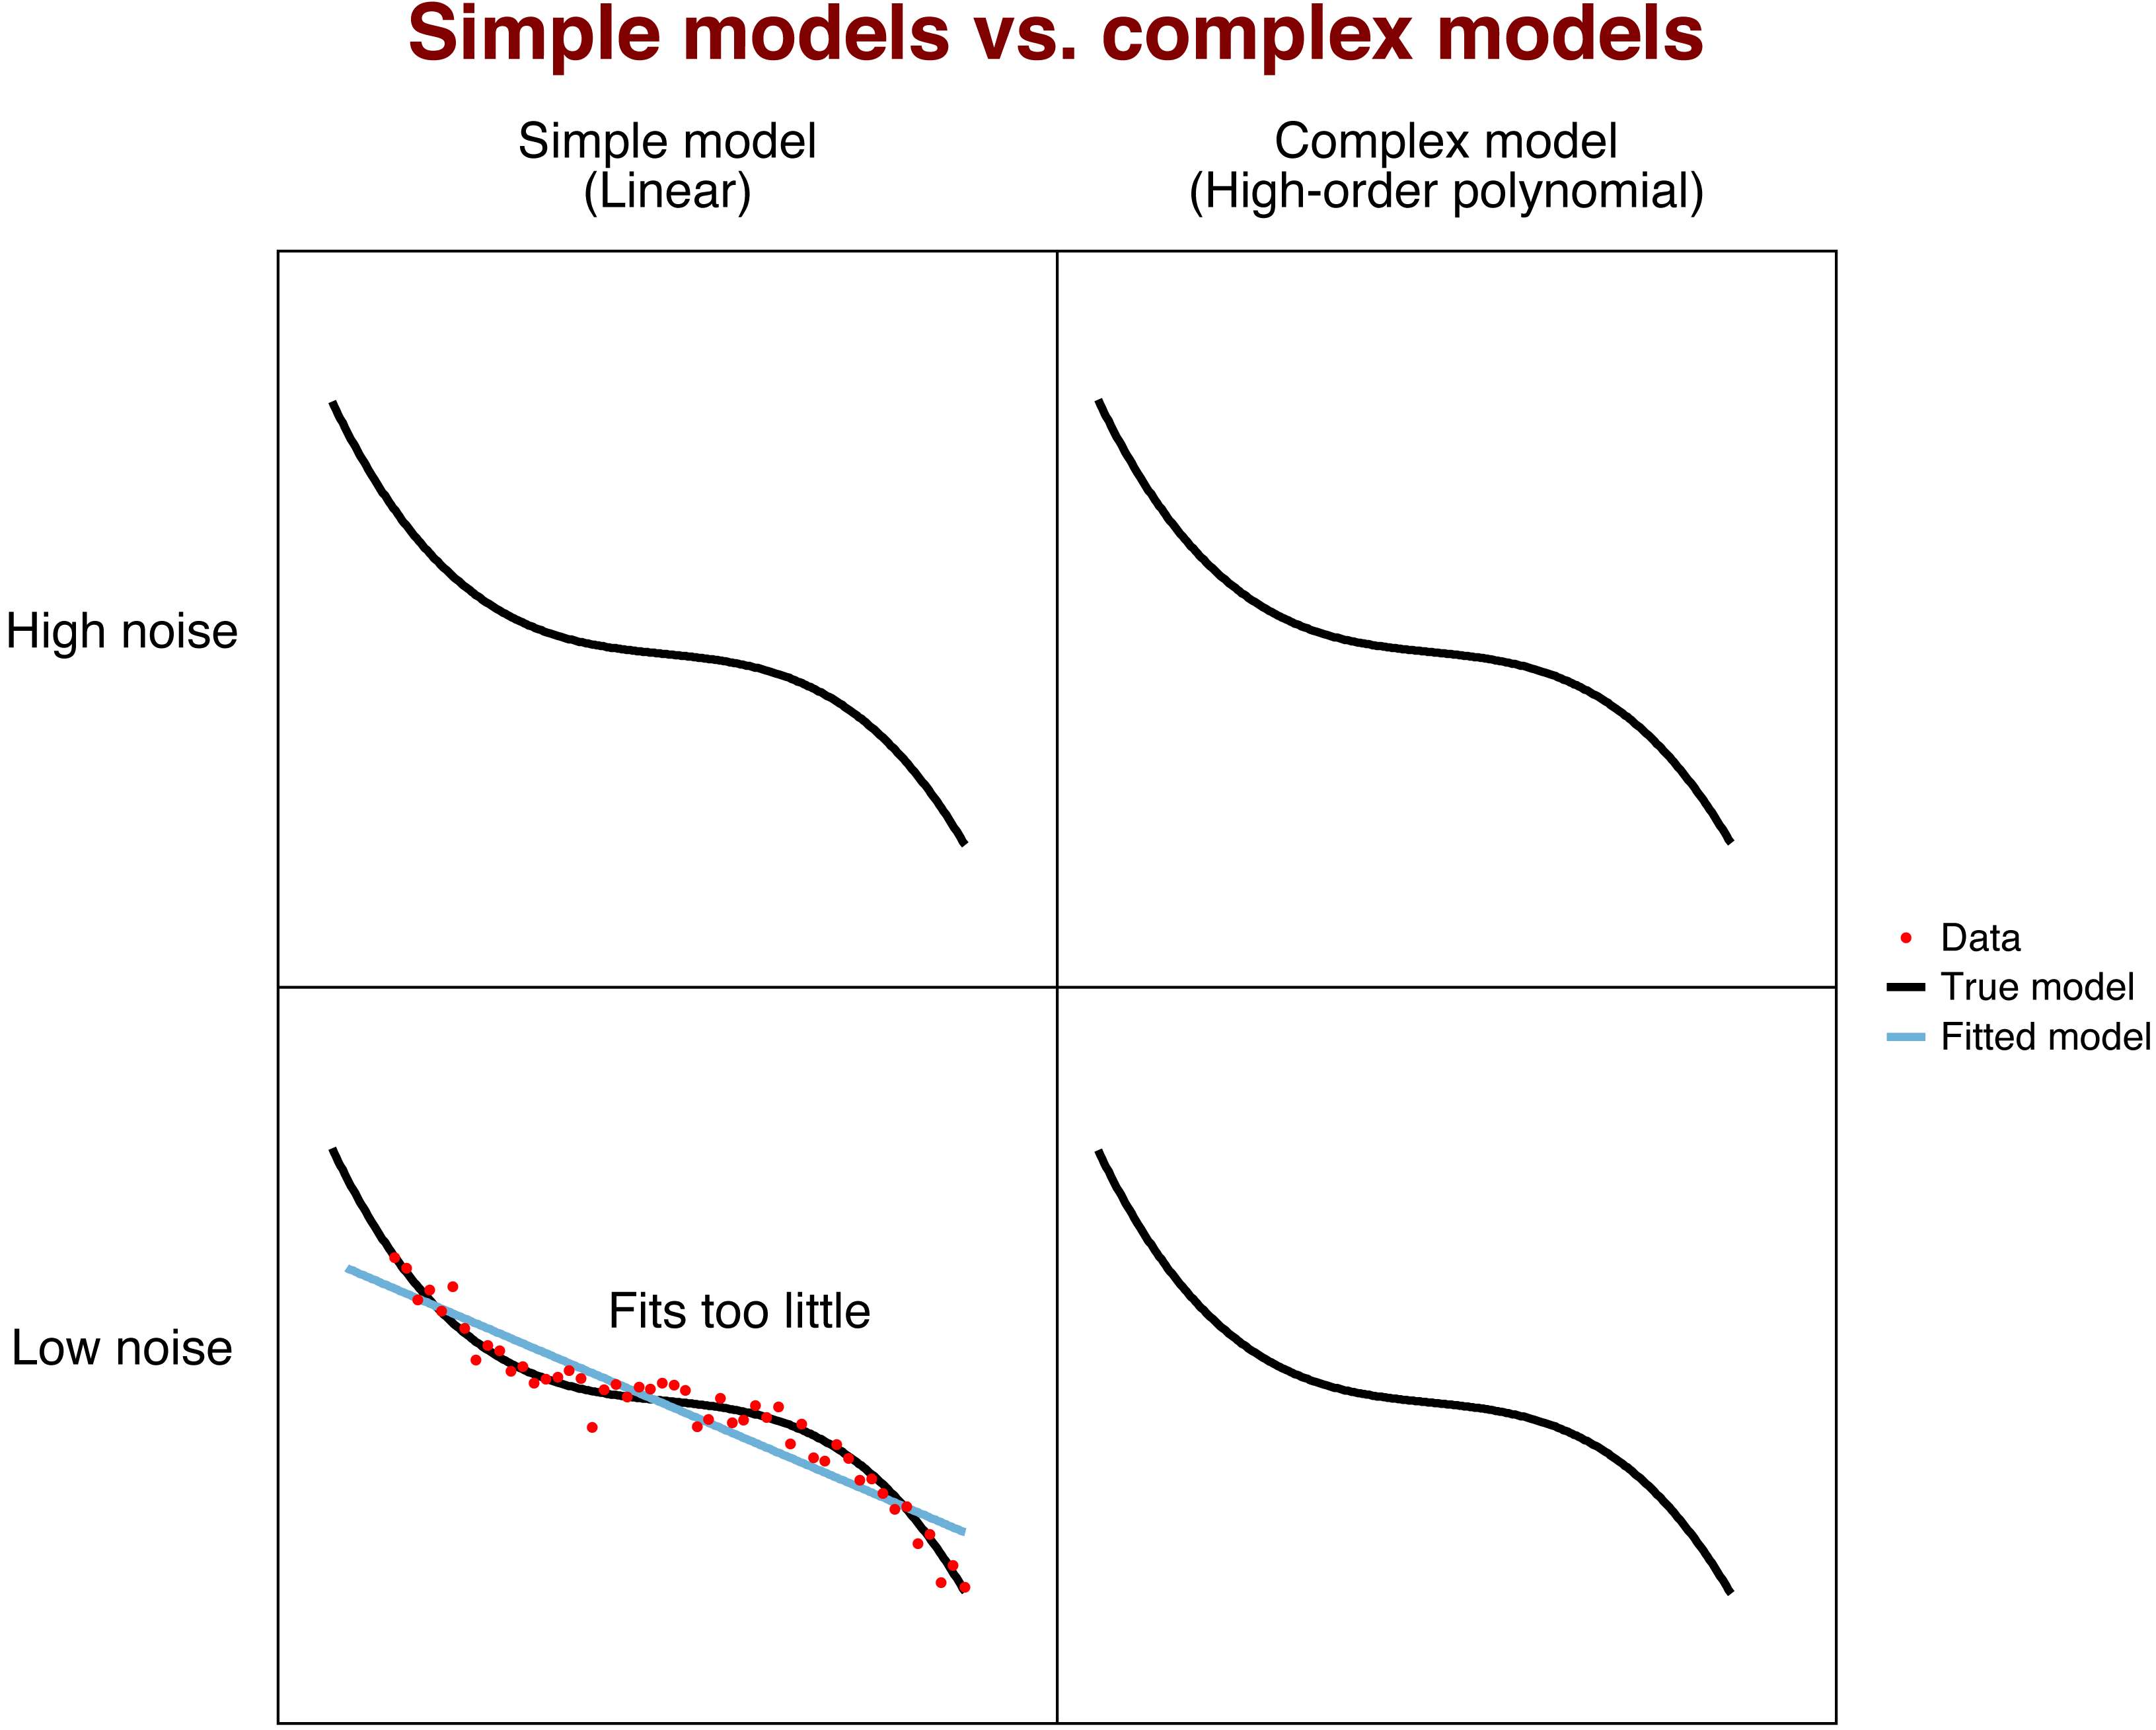 Simple models vs. complex models
Simple model
(Linear)
Complex model
(High-order polynomial)
High noise
Data
True model
Fitted model
Fits too little
Low noise